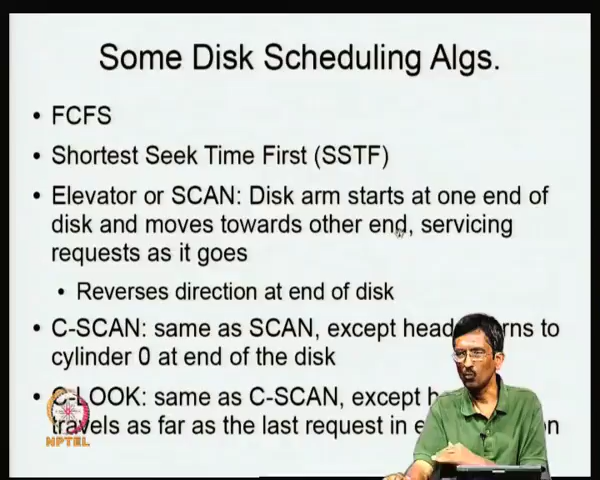 Some Disk Scheduling Algs.
• FCFS
• Shortest Seek Time First (SSTF)
• Elevator or SCAN: Disk arm starts at one end of
disk and moves towards other end, servicing
requests as it goes
• Reverses direction at end of disk
• C-SCAN: same as SCAN, except head rns to
cylinder 0 at end of the disk
• C-LOOK: same as C-SCAN, except h
travels as far as the last request in e n
NPTEL